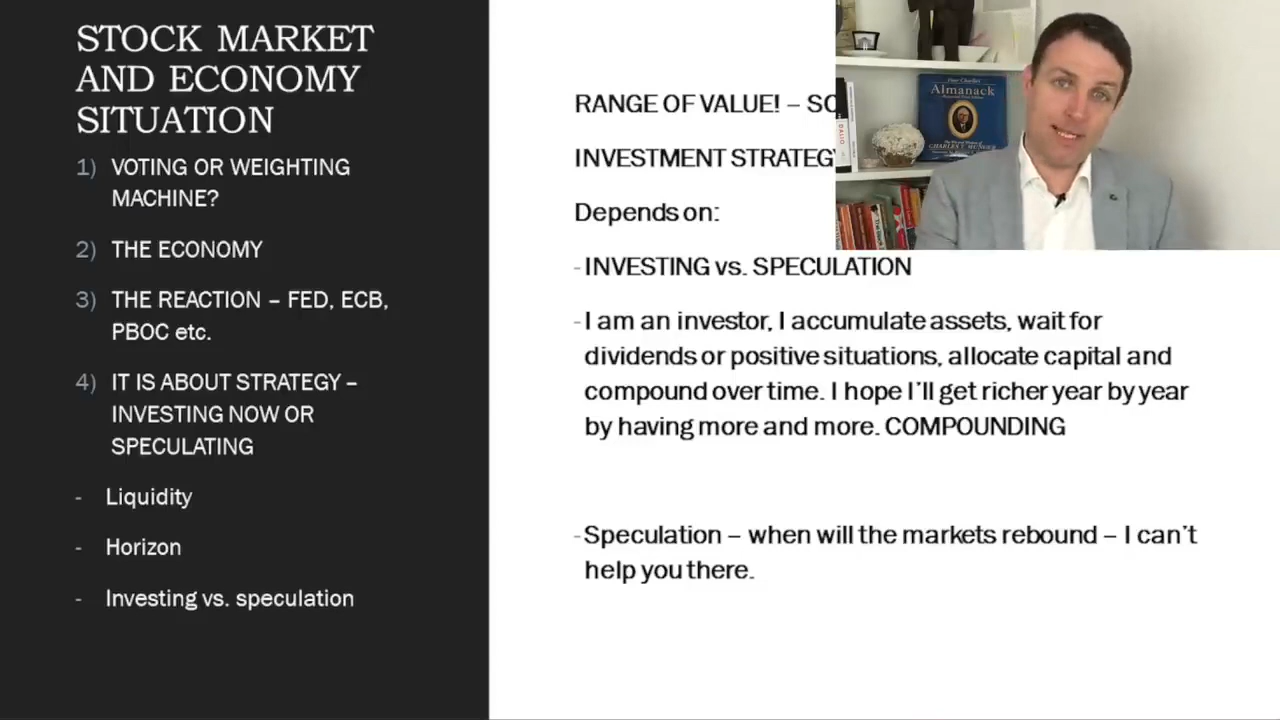 STOCK MARKET
AND ECONOMY
SITUATION
1) VOTING OR WEIGHTING
MACHINE?
2) THE ECONOMY
3) THE REACTION – FED, ECB,
PBOC etc.
4) IT IS ABOUT STRATEGY –
INVESTING NOW OR
SPECULATING
- Liquidity
- Horizon
- Investing vs. speculation
RANGE OF VALUE! –
INVESTMENT STRATEGY
Depends on:
- INVESTING vs. SPECULATION
- I am an investor, I accumulate assets, wait for
dividends or positive situations, allocate capital and
compound over time. I hope I'll get richer year by year
by having more and more. COMPOUNDING
- Speculation – when will the markets rebound – I can't
help you there.
Poor Charlie's
Almanack
CHARLES T. MUNGER
DALIO